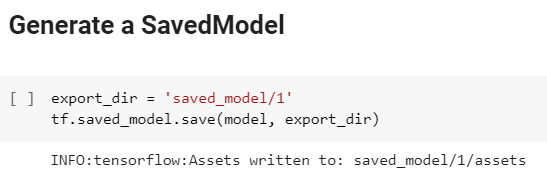 Generate a SavedModel
[ ] export_dir = 'saved_model/1'
tf.saved_model.save(model, export_dir)
INFO:tensorflow:Assets written to: saved_model/1/assets